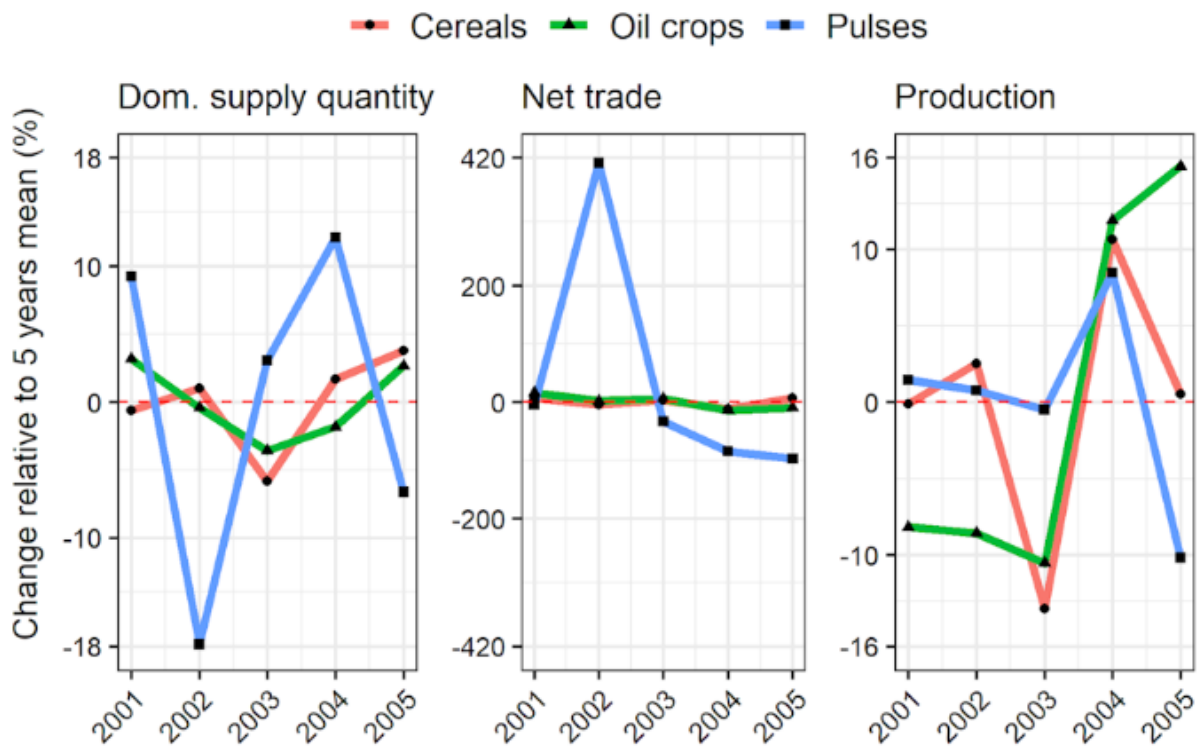 Cereals Oil crops Pulses
Dom. supply quantity
Net trade
Production
Change relative to 5 years mean (%)
18
10
0
-10
-18
420
200
0
-200
-420
16
10
0
-10
-16
2001 2002 2003 2004 2005
2001 2002 2003 2004 2005
2001 2002 2003 2004 2005